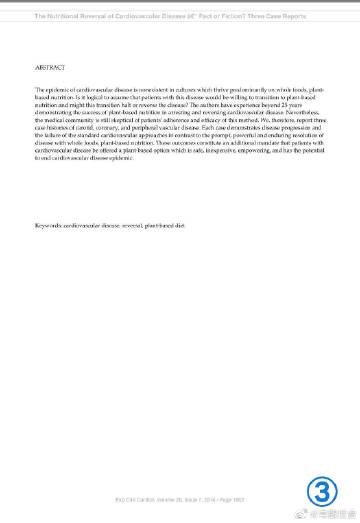 The Nutritional Reversal of Cardiovascular Disease â€" Fact or Fiction? Three Case Reports
ABSTRACT
The epidemic of cardiovascular disease is nonexistent in cultures which thrive predominantly on whole foods, plant-
based nutrition. Is it logical to assume that patients with this disease would be willing to transition to plant-based
nutrition and might this transition halt or reverse the disease? The authors have experience beyond 25 years
demonstrating the success of plant-based nutrition in arresting and reversing cardiovascular disease. Nevertheless,
the medical community is still skeptical of patients' adherence and efficacy of this method. We, therefore, report three
case histories of carotid, coronary, and peripheral vascular disease. Each case demonstrates disease progression and
the failure of the standard cardiovascular approaches in contrast to the prompt, powerful and enduring resolution of
disease with whole foods, plant-based nutrition. These outcomes constitute an additional mandate that patients with
cardiovascular disease be offered a plant-based option which is safe, inexpensive, empowering, and has the potential
to end cardiovascular disease epidemic.
Keywords: cardiovascular disease reversal, plant-based diet
Exp Clin Cardiol, Volume 20, Issue 7, 2014 - Page 1902
3